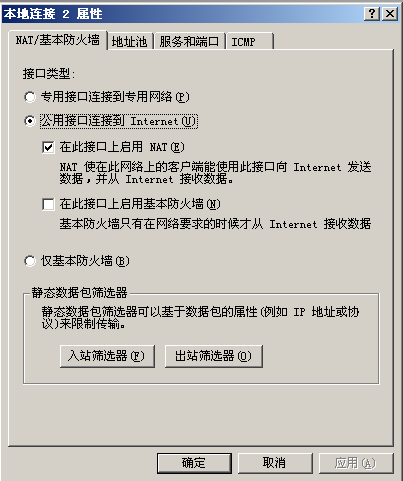 本地连接 2 属性
NAT/基本防火墙 地址池 服务和端口 ICMP
接口类型:
专用接口连接到专用网络(P)
公用接口连接到 Internet(U)
在此接口上启用 NAT(E)
NAT 使在此网络上的客户端能使用此接口向 Internet 发送
数据，并从 Internet 接收数据。
在此接口上启用基本防火墙(N)
基本防火墙只有在网络要求的时候才从 Internet 接收数据
仅基本防火墙(B)
静态数据包筛选器
静态数据包筛选器可以基于数据包的属性(例如 IP 地址或协
议)来限制传输。
入站筛选器(F) 出站筛选器(O)
确定 取消 应用(A)